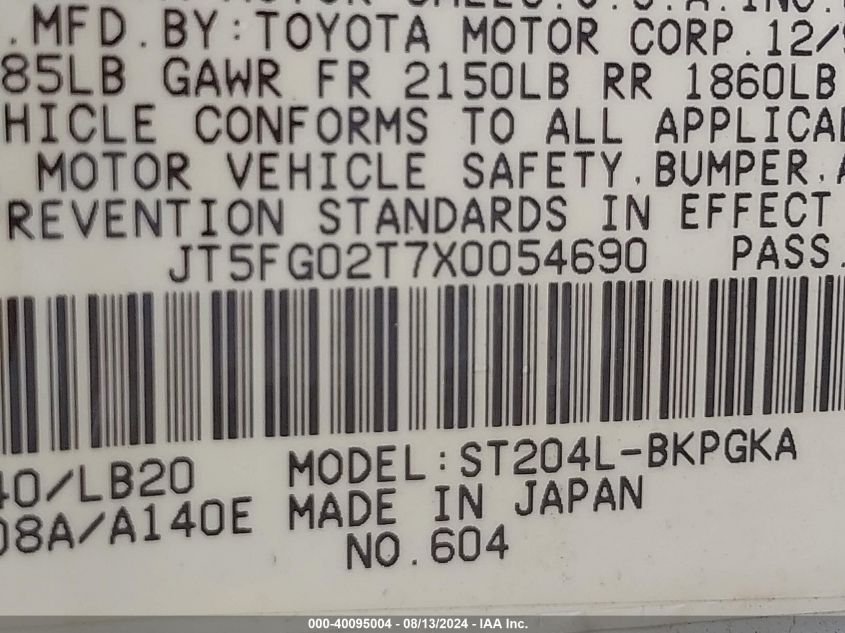 .MFD.BY:TOYOTA MOTOR CORP.12/
85LB GAWR FR 2150LB RR 1860LB
HICLE CONFORMS TO ALL APPLICA
MOTOR VEHICLE SAFETY,BUMPER,
REVENTION STANDARDS IN EFFECT
JT5FG02T7X0054690 PASS.
40/LB20 MODEL:ST204L-BKPGKA
08A/A140E MADE IN JAPAN
NO.604
000-40095004 - 08/13/2024 - IAA Inc.